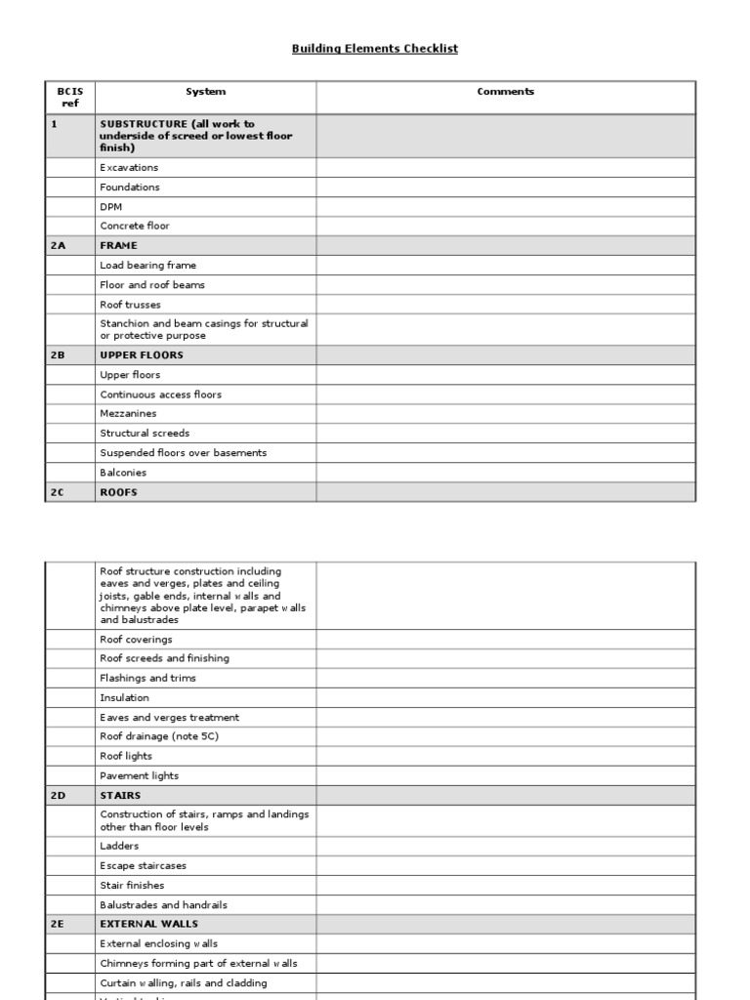 Building Elements Checklist
BCIS System Comments
ref
1 SUBSTRUCTURE (all work to
underside of screed or lowest floor
finish)
Excavations
Foundations
DPM
Concrete floor
2A FRAME
Load bearing frame
Floor and roof beams
Roof trusses
Stanchion and beam casings for structural
or protective purpose
2B UPPER FLOORS
Upper floors
Continuous access floors
Mezzanines
Structural screeds
Suspended floors over basements
Balconies
2C ROOFS
Roof structure construction including
eaves and verges, plates and ceiling
joists, gable ends, internal walls and
chimneys above plate level, parapet walls
and balustrades
Roof coverings
Roof screeds and finishing
Flashings and trims
Insulation
Eaves and verges treatment
Roof drainage (note 5C)
Roof lights
Pavement lights
2D STAIRS
Construction of stairs, ramps and landings
other than floor levels
Ladders
Escape staircases
Stair finishes
Balustrades and handrails
2E EXTERNAL WALLS
External enclosing walls
Chimneys forming part of external walls
Curtain walling, rails and cladding